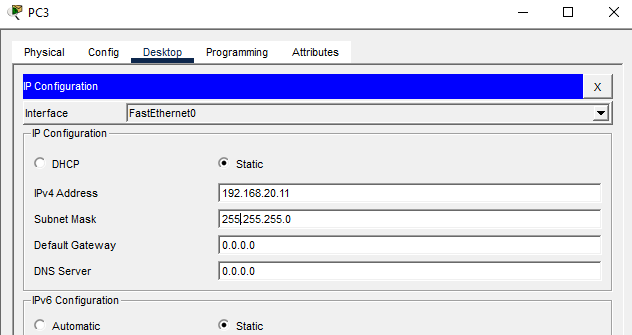 PC3
Physical Config Desktop Programming Attributes
IP Configuration X
Interface FastEthernet0
IP Configuration
DHCP Static
IPv4 Address 192.168.20.11
Subnet Mask 255.255.255.0
Default Gateway 0.0.0.0
DNS Server 0.0.0.0
IPv6 Configuration
Automatic Static